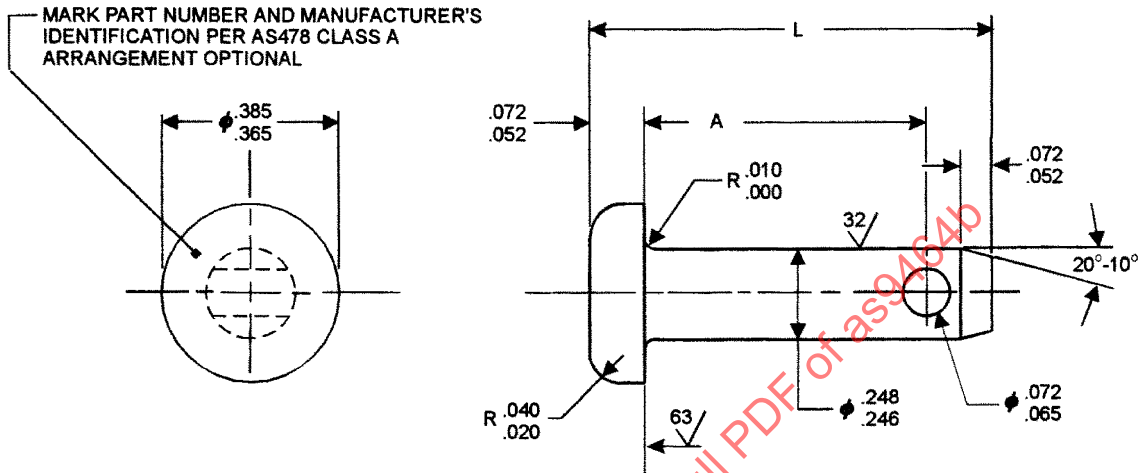 MARK PART NUMBER AND MANUFACTURER'S
IDENTIFICATION PER AS478 CLASS A
ARRANGEMENT OPTIONAL
ϕ .385
.365
L
.072
.052
A
.072
.052
R .010
.000
32
20°-10°
R .040
.020
63
ϕ .248
.246
ϕ .072
.065
ll PDF of as9464b